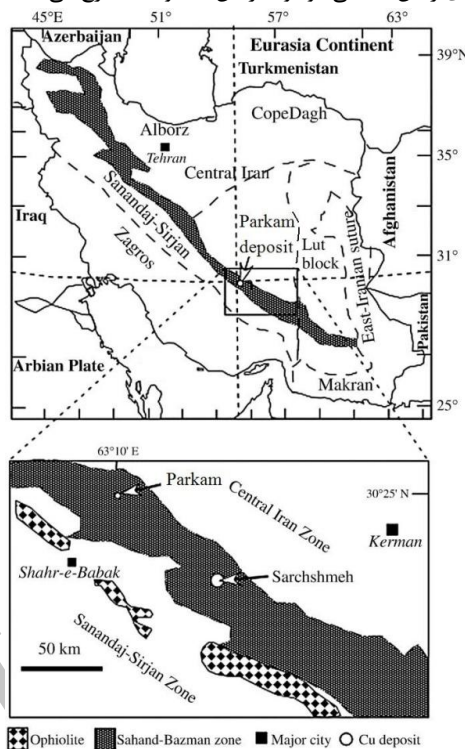 45°E 51° 57° 63°
Azerbaijan
Eurasia Continent
39°N
Turkmenistan
CopeDagh
Alborz
Tehran
35°
Central Iran
Sanandaj-Sirjan
Iraq
Zagros
Parkam
deposit
Lut
block
Afghanistan
East-Iranian suture
31°
Pakistan
Arbian Plate
Makran
25°
63°10' E
Parkam
Central Iran Zone
30°25' N
Kerman
Shahr-e-Babak
Sarchshmeh
Sanandaj-Sirjan Zone
50 km
Ophiolite Sahand-Bazman zone Major city Cu deposit